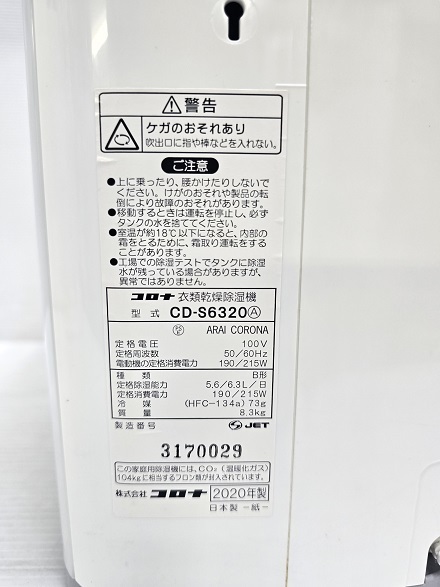 ⚠警告
ケガのおそれあり
吹出口に指や棒などを入れない。
ご注意
●上に乗ったり、腰かけたりしないで
ください。けがのおそれや製品の転
倒により故障のおそれがあります。
●移動するときは運転を停止し、必ず
タンクの水を捨ててください。
●室温が約18℃以下になると、内部の
霜をとるために、霜取り運転をする
ことがあります。
●工場での除湿テストでタンクに除湿
水が残っている場合がありますが、
異常ではありません。
コロナ 衣類乾燥除湿機
型式 CD-S6320Ⓐ
ARAI CORONA
定格電圧 100V
定格周波数 50/60Hz
電動機の定格消費電力 190/215W
種類 B形
定格除湿能力 5.6/6.3L/日
定格消費電力 190/215W
冷媒 (HFC-134a) 73g
質量 8.3kg
製造番号 JET
3170029
この家庭用除湿機には、CO₂(温暖化ガス)
104kgに相当するフロン類が封入されています。
株式会社 コロナ 2020年製
日本製 -紙-